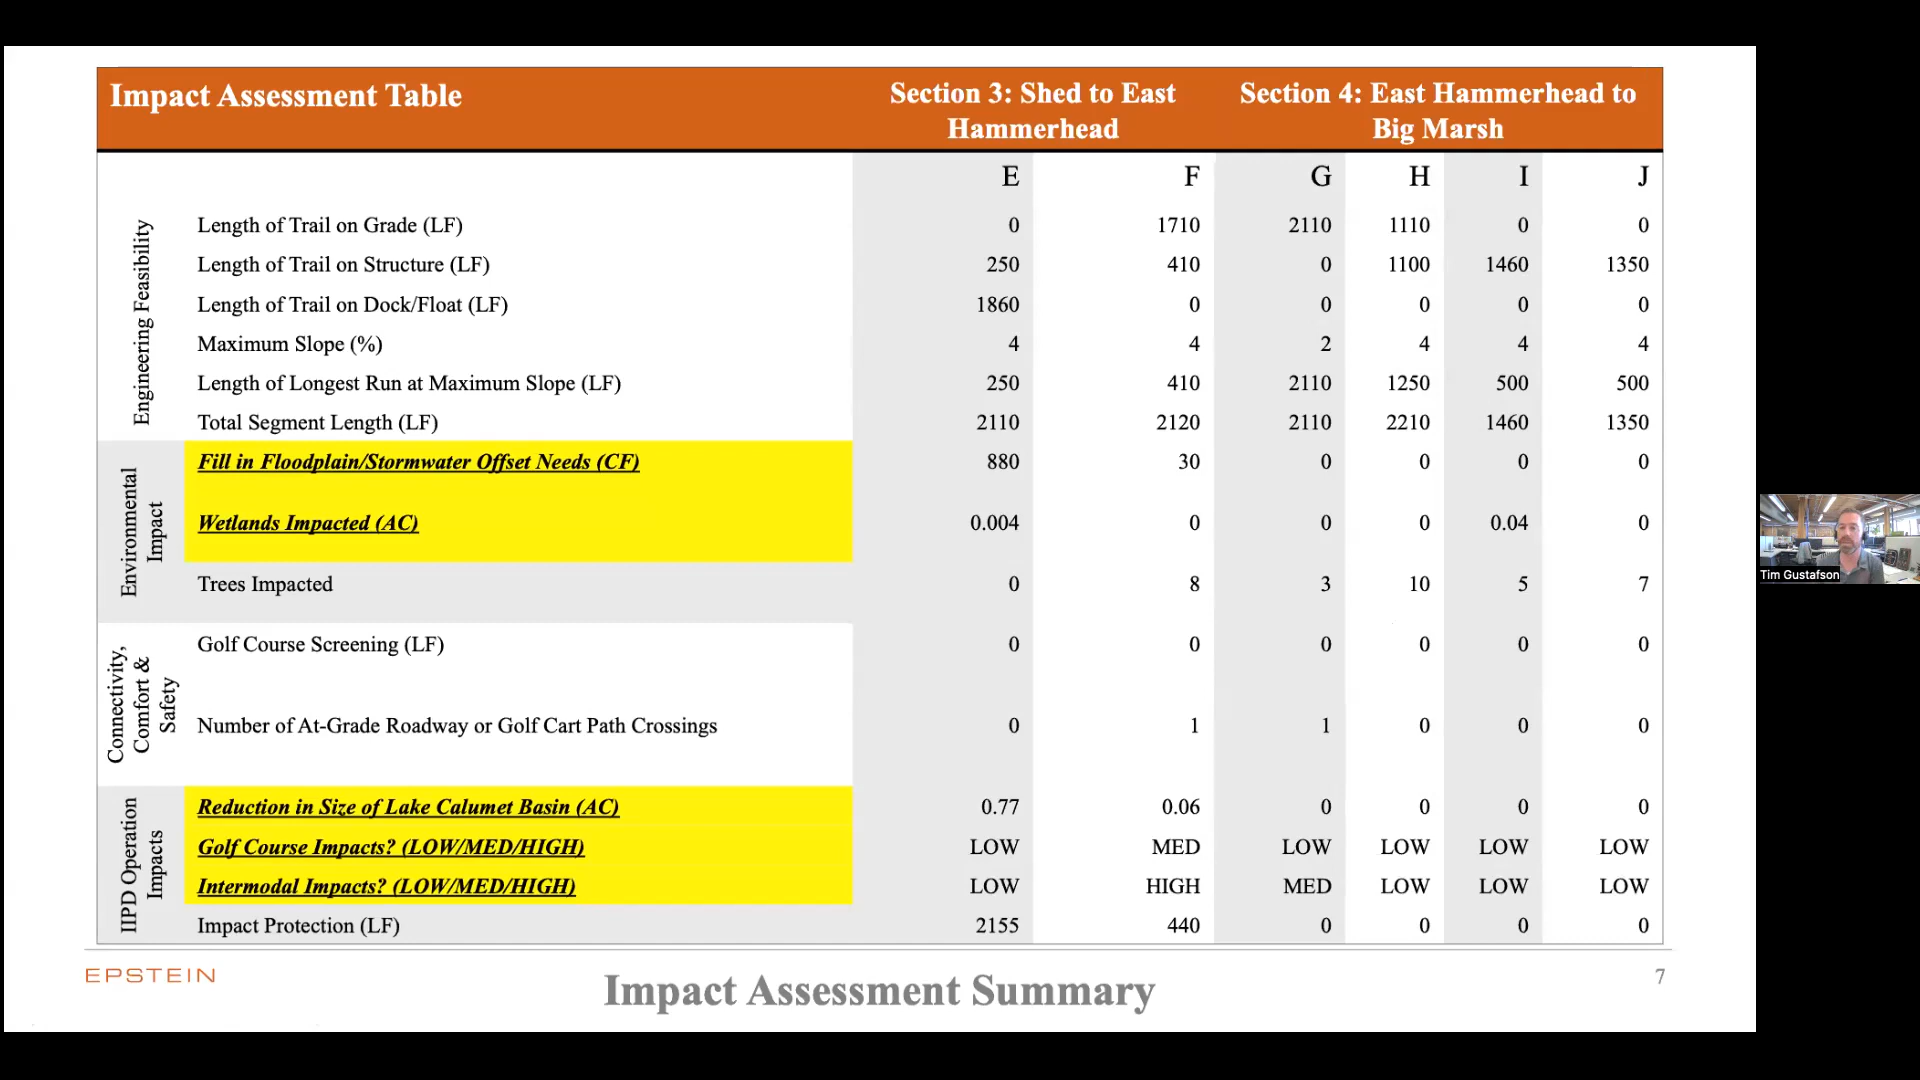 Impact Assessment Table
Section 3: Shed to East
Hammerhead
Section 4: East Hammerhead to
Big Marsh
E F G H I J
Engineering Feasibility
Length of Trail on Grade (LF) 0 1710 2110 1110 0 0
Length of Trail on Structure (LF) 250 410 0 1100 1460 1350
Length of Trail on Dock/Float (LF) 1860 0 0 0 0 0
Maximum Slope (%) 4 4 2 4 4 4
Length of Longest Run at Maximum Slope (LF) 250 410 2110 1250 500 500
Total Segment Length (LF) 2110 2120 2110 2210 1460 1350
Environmental
Impact
Fill in Floodplain/Stormwater Offset Needs (CF) 880 30 0 0 0 0
Wetlands Impacted (AC) 0.004 0 0 0 0.04 0
Trees Impacted 0 8 3 10 5 7
Connectivity,
Comfort &
Safety
Golf Course Screening (LF) 0 0 0 0 0 0
Number of At-Grade Roadway or Golf Cart Path Crossings 0 1 1 0 0 0
IIPD Operation
Impacts
Reduction in Size of Lake Calumet Basin (AC) 0.77 0.06 0 0 0 0
Golf Course Impacts? (LOW/MED/HIGH) LOW MED LOW LOW LOW LOW
Intermodal Impacts? (LOW/MED/HIGH) LOW HIGH MED LOW LOW LOW
Impact Protection (LF) 2155 440 0 0 0 0
EPSTEIN
Impact Assessment Summary
7
Tim Gustafson